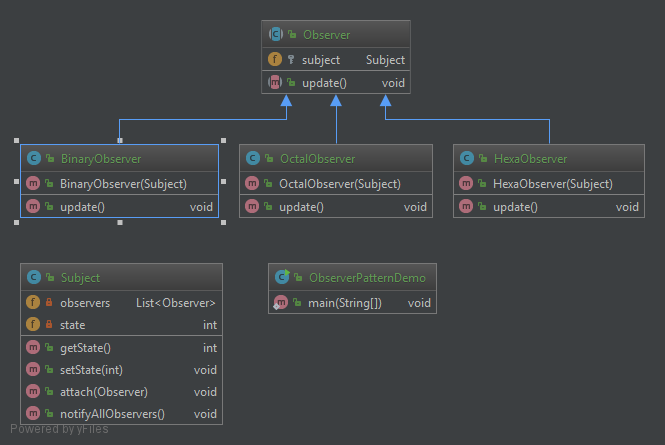 Observer
subject Subject
update() void
BinaryObserver
BinaryObserver(Subject)
update() void
OctalObserver
OctalObserver(Subject)
update() void
HexaObserver
HexaObserver(Subject)
update() void
Subject
observers List<Observer>
state int
getState() int
setState(int) void
attach(Observer) void
notifyAllObservers() void
ObserverPatternDemo
main(String[]) void
Powered by yFiles